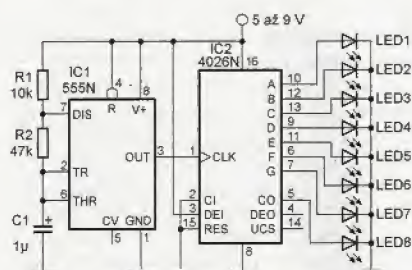 5 až 9 V
IC1
555N
IC2
4026N
R1
10k
4
8
16
R
V+
7
DIS
R2
47k
OUT
3
1
CLK
2
TR
6
THR
C1
1µ
CV
GND
5
1
2
CI
3
DEI
15
RES
8
A
10
B
12
C
13
D
9
E
11
F
6
G
7
CO
5
DEO
4
UCS
14
LED1
LED2
LED3
LED4
LED5
LED6
LED7
LED8